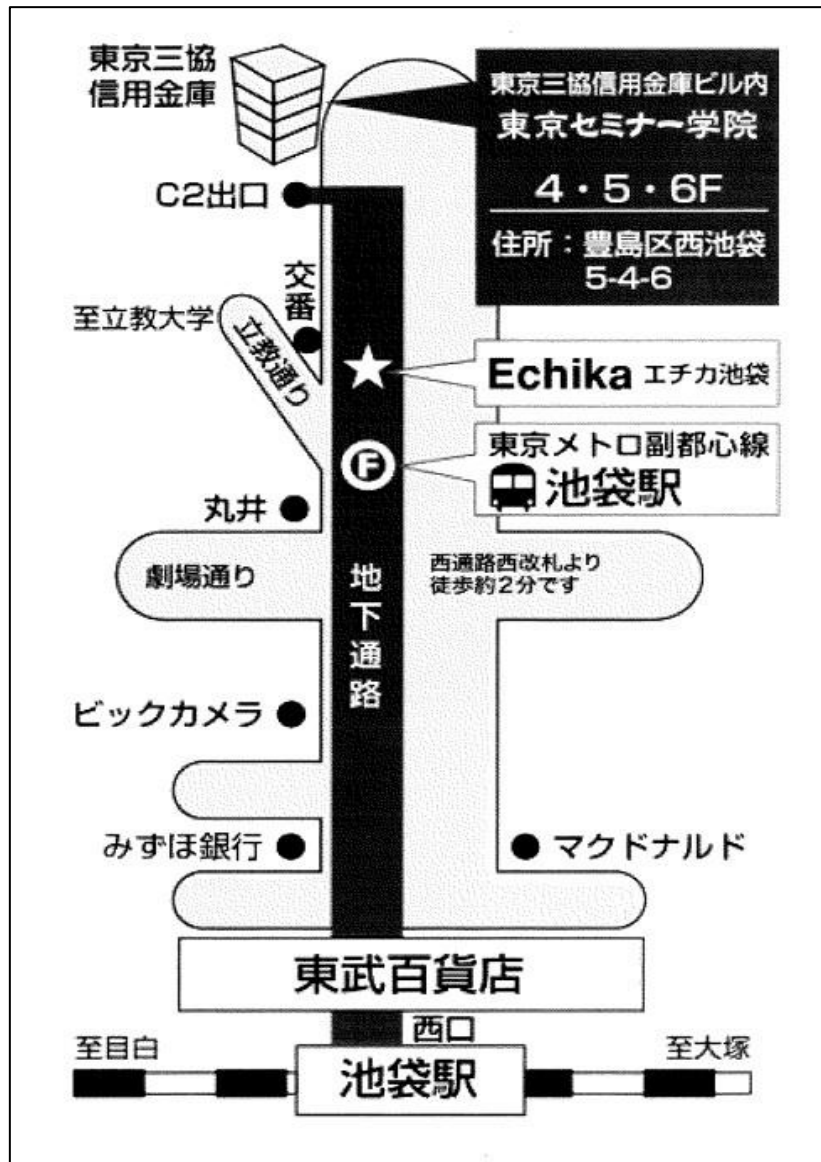 東京三協
信用金庫
東京三協信用金庫ビル内
東京セミナー学院
4・5・6F
住所：豊島区西池袋
5-4-6
C2出口
交番
至立教大学
立教通り
Echika エチカ池袋
東京メトロ副都心線
池袋駅
F
丸井
劇場通り
地下通路
西通路西改札より
徒歩約2分です
ビックカメラ
みずほ銀行
マクドナルド
東武百貨店
西口
至目白
至大塚
池袋駅